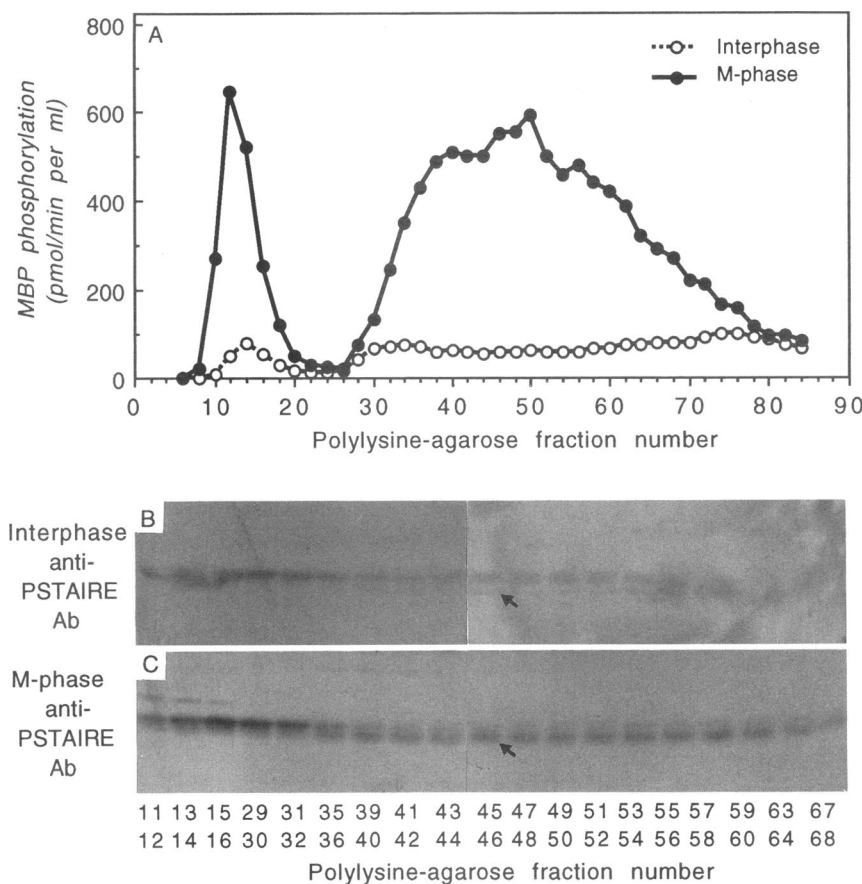 A
800
600
400
200
0
MBP phosphorylation
(pmol/min per ml)
Interphase
M-phase
0 10 20 30 40 50 60 70 80 90
Polylysine-agarose fraction number
B
Interphase
anti-
PSTAIRE
Ab
C
M-phase
anti-
PSTAIRE
Ab
11 13 15 29 31 35 39 41 43 45 47 49 51 53 55 57 59 63 67
12 14 16 30 32 36 40 42 44 46 48 50 52 54 56 58 60 64 68
Polylysine-agarose fraction number